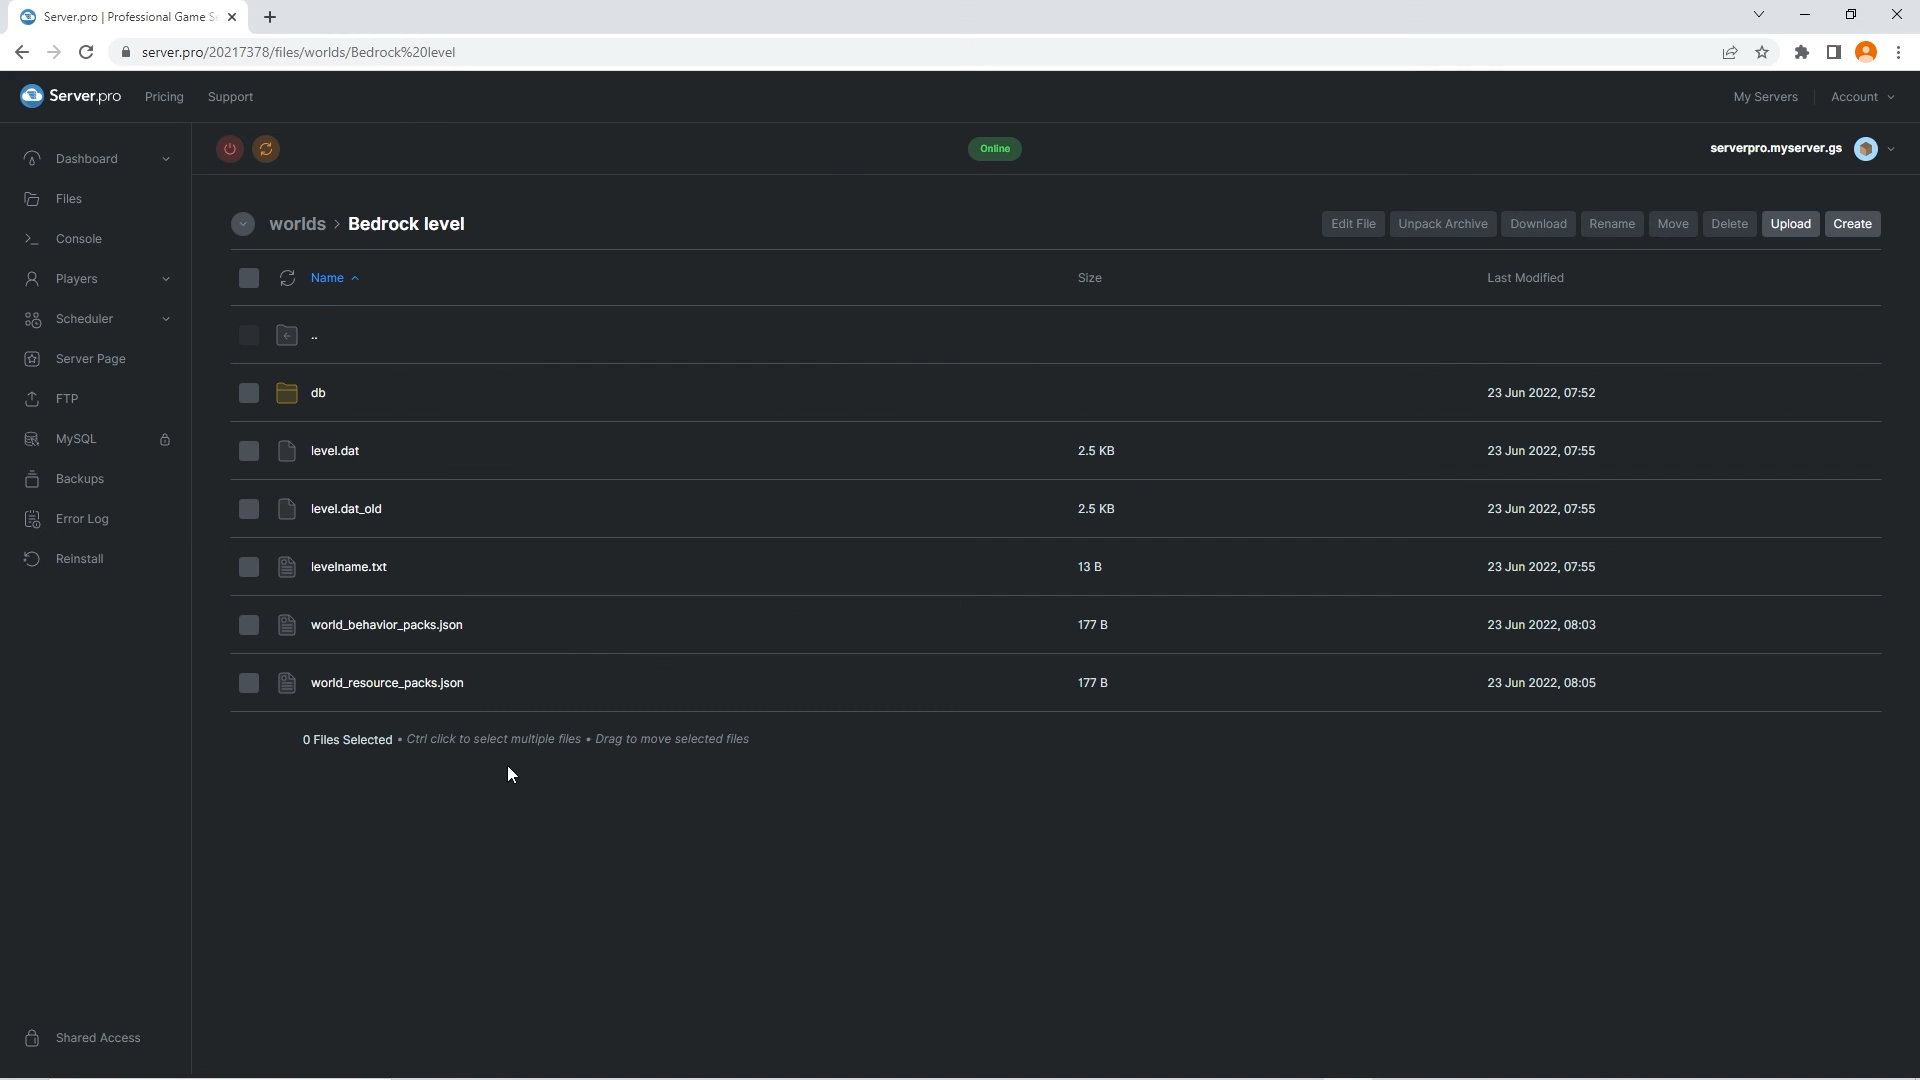 Server.pro | Professional Game S
server.pro/20217378/files/worlds/Bedrock%20level
Server.pro Pricing Support My Servers Account
Dashboard Online serverpro.myserver.gs
Files
Console
Players
Scheduler
Server Page
FTP
MySQL
Backups
Error Log
Reinstall
Shared Access
worlds > Bedrock level Edit File Unpack Archive Download Rename Move Delete Upload Create
Name Size Last Modified
..
db 23 Jun 2022, 07:52
level.dat 2.5 KB 23 Jun 2022, 07:55
level.dat_old 2.5 KB 23 Jun 2022, 07:55
levelname.txt 13 B 23 Jun 2022, 07:55
world_behavior_packs.json 177 B 23 Jun 2022, 08:03
world_resource_packs.json 177 B 23 Jun 2022, 08:05
0 Files Selected • Ctrl click to select multiple files • Drag to move selected files